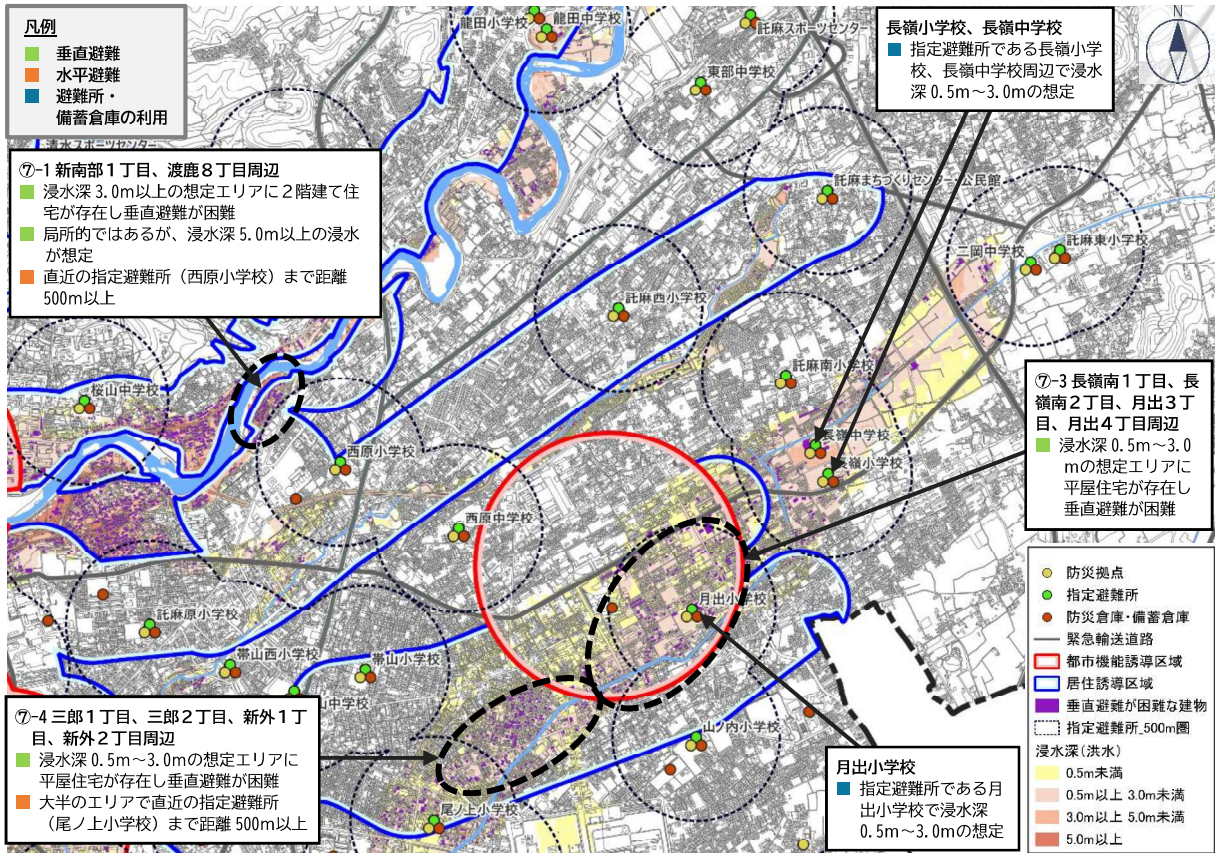 凡例
垂直避難
水平避難
避難所・
備蓄倉庫の利用
龍田小学校
龍田中学校
託麻スポーツセンター
東部中学校
長嶺小学校、長嶺中学校
指定避難所である長嶺小学
校、長嶺中学校周辺で浸水
深 0.5m～3.0mの想定
N
清水スポーツセンター
⑦-1 新南部１丁目、渡鹿８丁目周辺
浸水深 3.0m以上の想定エリアに２階建て住
宅が存在し垂直避難が困難
局所的ではあるが、浸水深 5.0m以上の浸水
が想定
直近の指定避難所（西原小学校）まで距離
500m以上
託麻まちづくりセンター 公民館
二岡中学校
託麻東小学校
託麻西小学校
託麻南小学校
桜山中学校
長嶺中学校
長嶺小学校
西原小学校
西原中学校
⑦-3 長嶺南１丁目、長
嶺南２丁目、月出３丁
目、月出４丁目周辺
浸水深 0.5m～3.0
mの想定エリアに
平屋住宅が存在し
垂直避難が困難
月出小学校
託麻原小学校
帯山西小学校
帯山小学校
山中学校
山ノ内小学校
尾ノ上小学校
⑦-4 三郎１丁目、三郎２丁目、新外１丁
目、新外２丁目周辺
浸水深 0.5m～3.0mの想定エリアに
平屋住宅が存在し垂直避難が困難
大半のエリアで直近の指定避難所
（尾ノ上小学校）まで距離 500m以上
月出小学校
指定避難所である月
出小学校で浸水深
0.5m～3.0mの想定
防災拠点
指定避難所
防災倉庫・備蓄倉庫
緊急輸送道路
都市機能誘導区域
居住誘導区域
垂直避難が困難な建物
指定避難所_500m圏
浸水深(洪水)
0.5m未満
0.5m以上 3.0m未満
3.0m以上 5.0m未満
5.0m以上